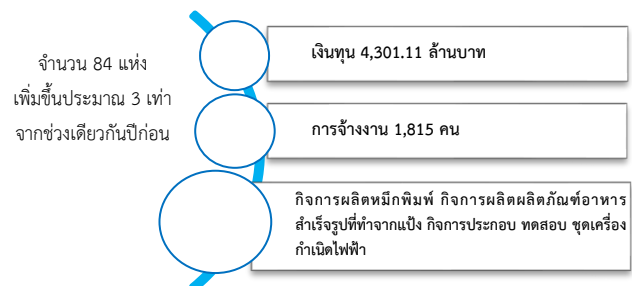 จำนวน 84 แห่ง
เพิ่มขึ้นประมาณ 3 เท่า
จากช่วงเดียวกันปีก่อน
เงินทุน 4,301.11 ล้านบาท
การจ้างงาน 1,815 คน
กิจการผลิตหมึกพิมพ์ กิจการผลิตผลิตภัณฑ์อาหาร
สำเร็จรูปที่ทำจากแป้ง กิจการประกอบ ทดสอบ ชุดเครื่อง
กำเนิดไฟฟ้า